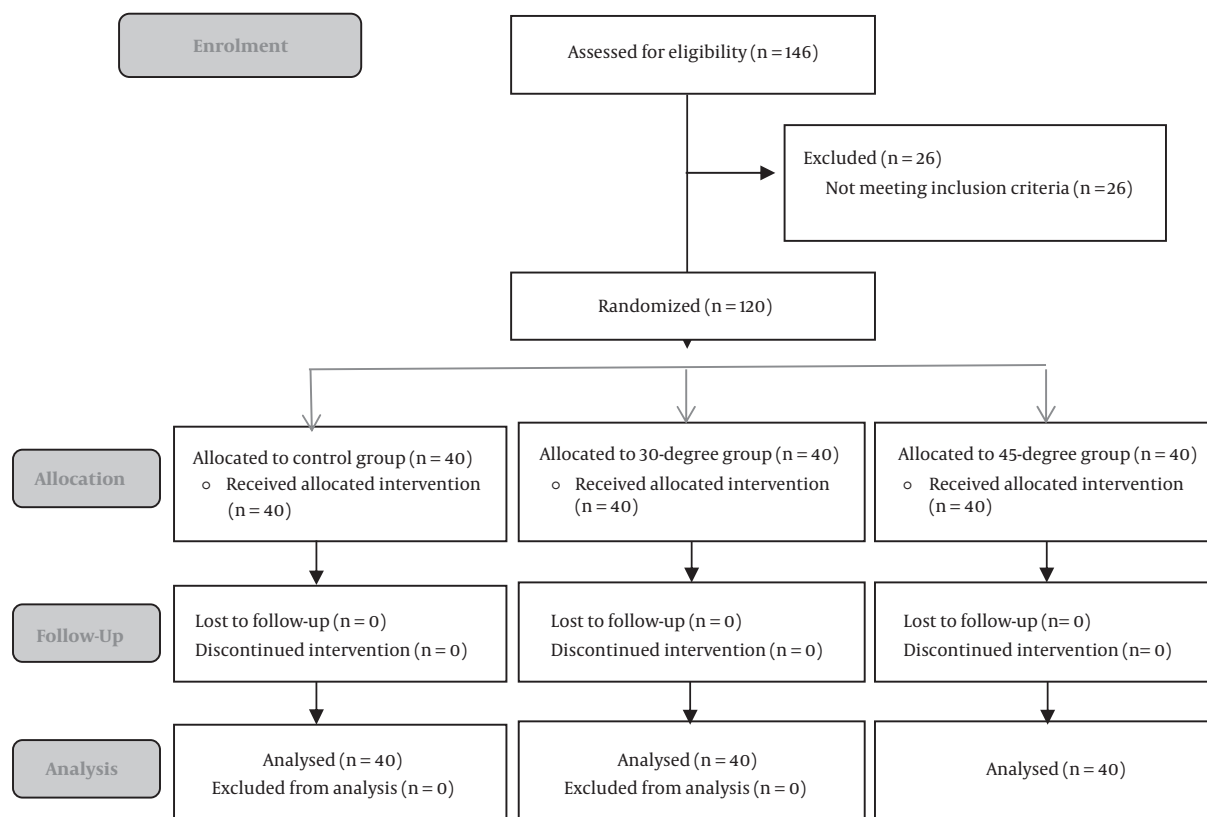 Enrolment
Assessed for eligibility (n = 146)
Excluded (n = 26)
Not meeting inclusion criteria (n = 26)
Randomized (n = 120)
Allocation
Allocated to control group (n = 40)
○ Received allocated intervention
(n = 40)
Allocated to 30-degree group (n = 40)
○ Received allocated intervention
(n = 40)
Allocated to 45-degree group (n = 40)
○ Received allocated intervention
(n = 40)
Follow-Up
Lost to follow-up (n = 0)
Discontinued intervention (n = 0)
Lost to follow-up (n = 0)
Discontinued intervention (n = 0)
Lost to follow-up (n= 0)
Discontinued intervention (n= 0)
Analysis
Analysed (n = 40)
Excluded from analysis (n = 0)
Analysed (n = 40)
Excluded from analysis (n = 0)
Analysed (n = 40)